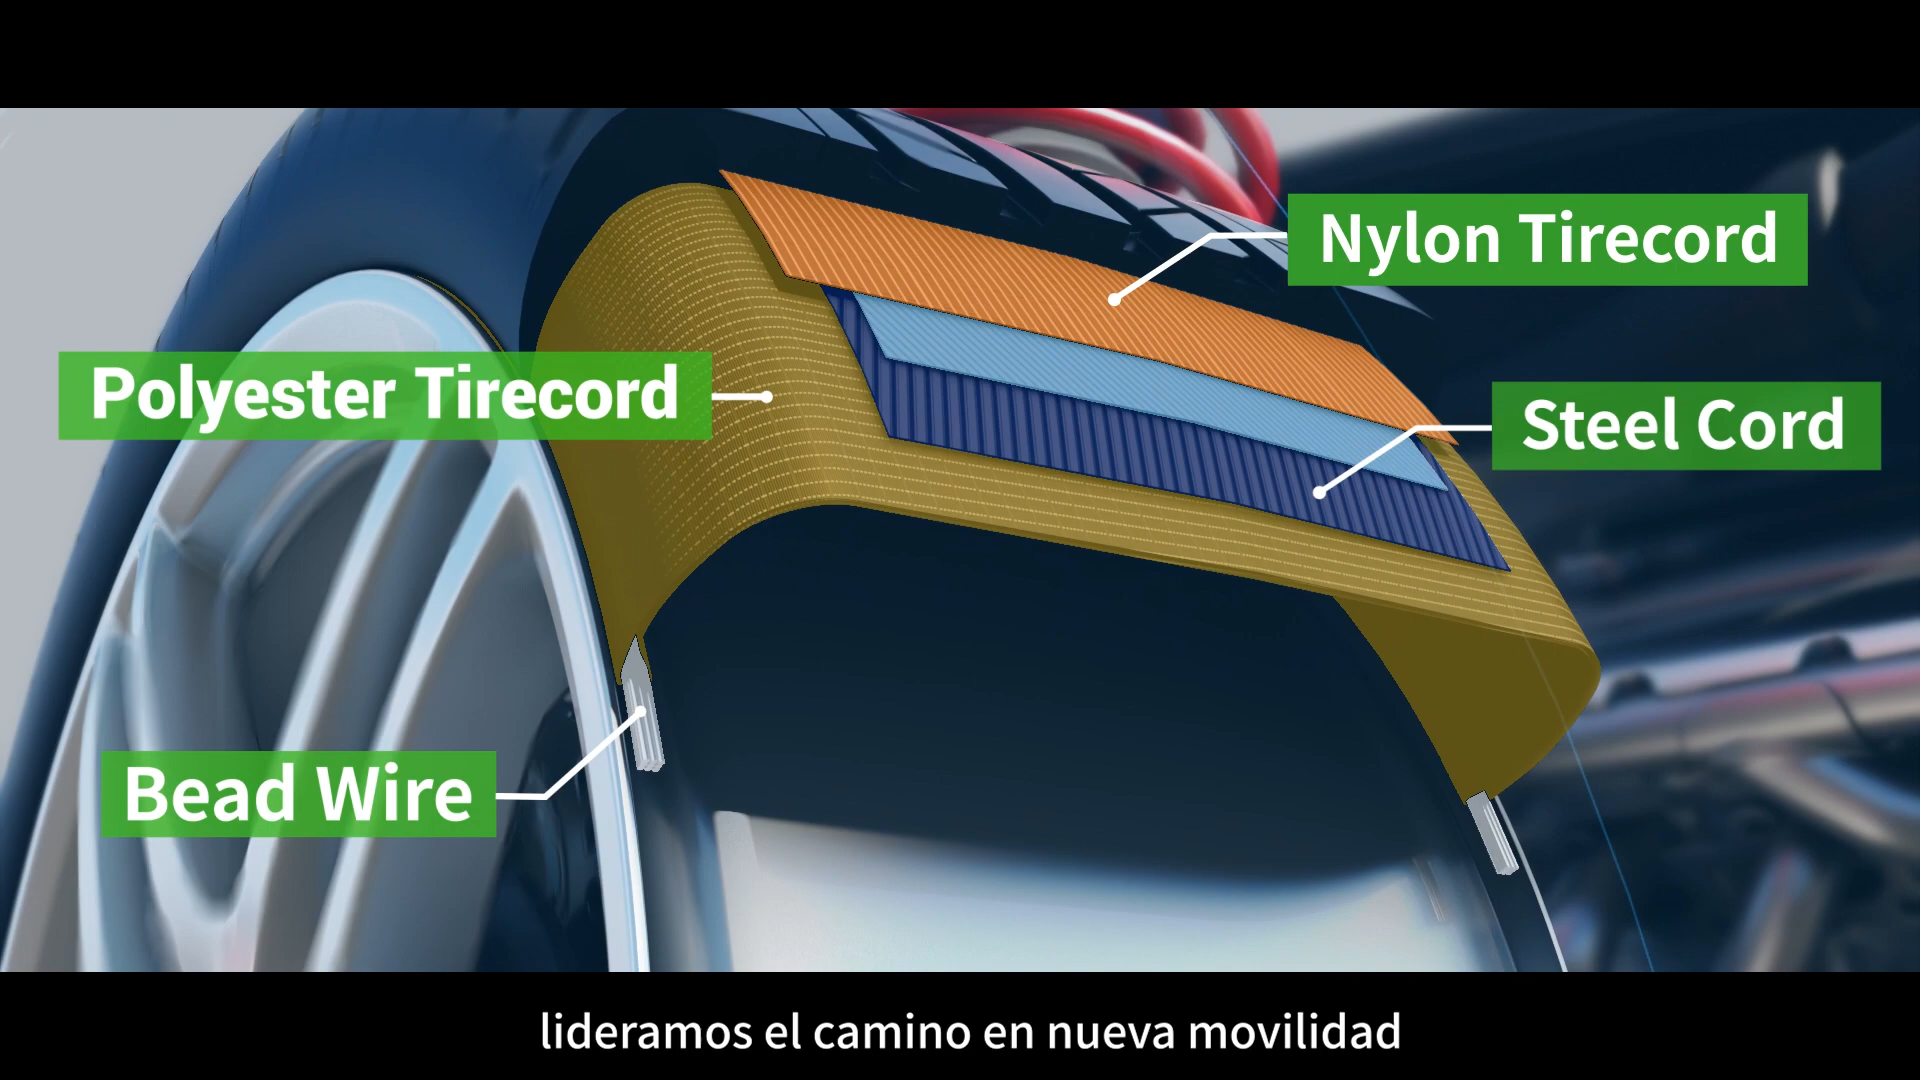 Nylon Tirecord
Polyester Tirecord
Steel Cord
Bead Wire
lideramos el camino en nueva movilidad